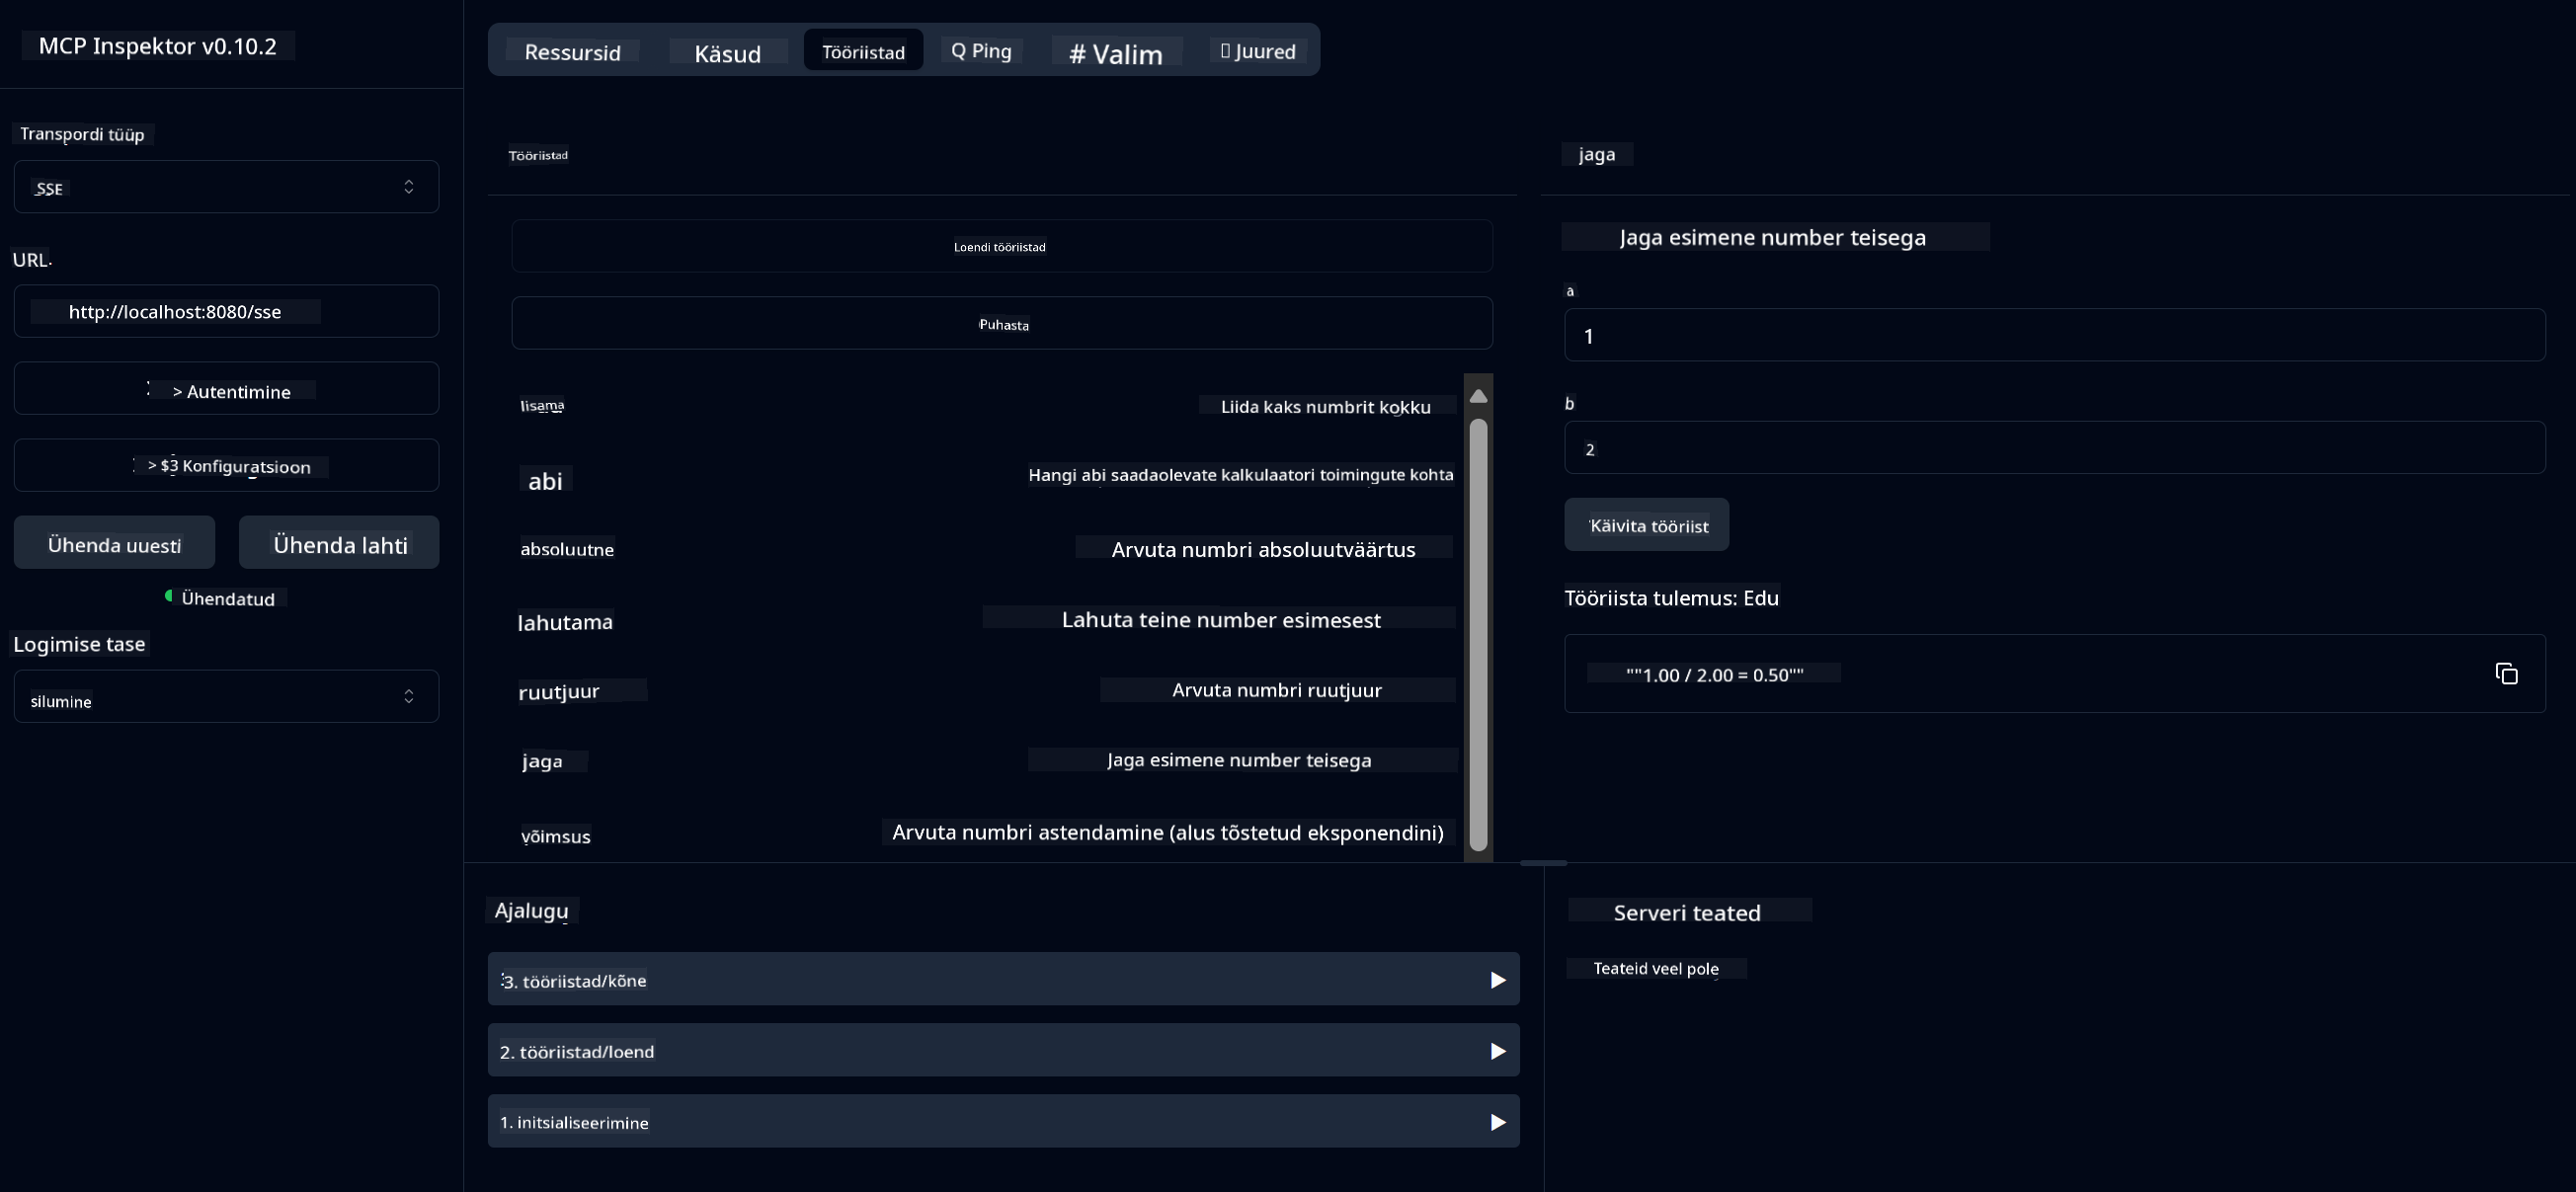 MCP Inspektor v0.10.2
Transpordi tüüp
SSE
URL
http://localhost:8080/sse
> Autentimine
> $3 Konfiguratsioon
Ühenda uuesti
Ühenda lahti
Ühendatud
Logimise tase
silumine
Ressursid
Käsud
Tööriistad
Q Ping
# Valim
Juured
Tööriistad
Loendi tööriistad
Puhasta
lisama
Liida kaks numbrit kokku
abi
Hangi abi saadaolevate kalkulaatori toimingute kohta
absoluutne
Arvuta numbri absoluutväärtus
lahutama
Lahuta teine number esimesest
ruutjuur
Arvuta numbri ruutjuur
jaga
Jaga esimene number teisega
võimsus
Arvuta numbri astendamine (alus tõstetud eksponendini)
jaga
Jaga esimene number teisega
a
1
b
2
Käivita tööriist
Tööriista tulemus: Edu
""1.00 / 2.00 = 0.50""
Ajalugu
3. tööriistad/kõne
2. tööriistad/loend
1. initsialiseerimine
Serveri teated
Teateid veel pole